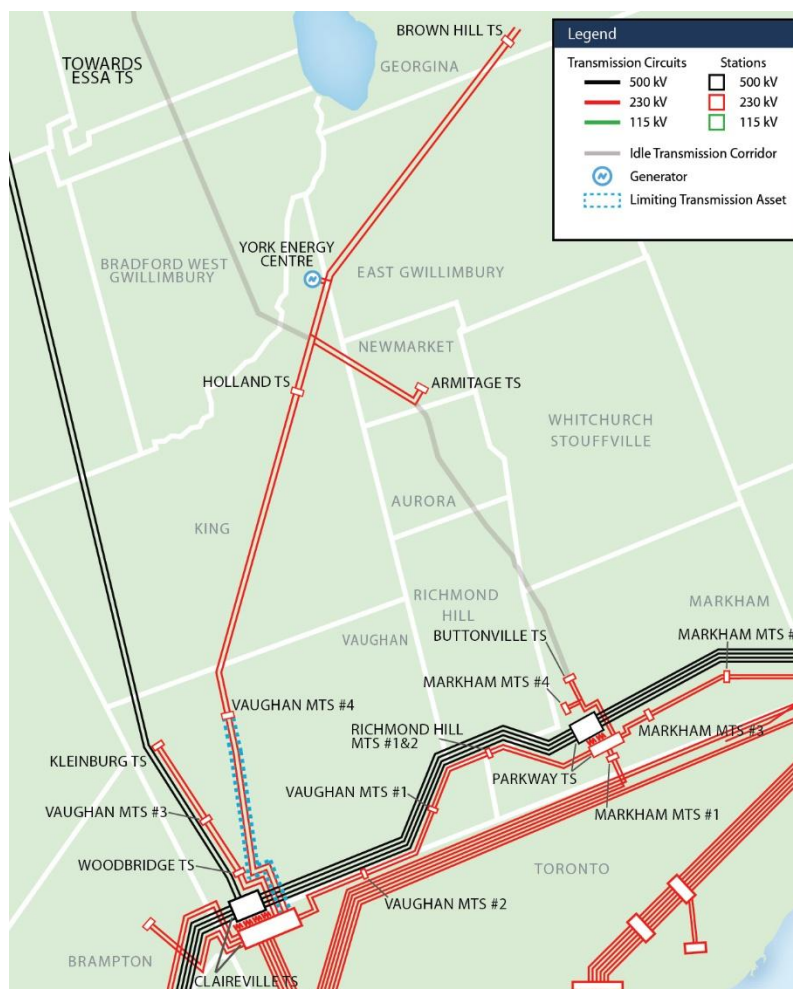 BROWN HILL TS
GEORGINA
TOWARDS
ESSA TS
Legend
Transmission Circuits
Stations
500 kV
500 kV
230 kV
230 kV
115 kV
115 kV
Idle Transmission Corridor
Generator
Limiting Transmission Asset
YORK ENERGY
CENTRE
BRADFORD WEST
GWILLIMBURY
EAST GWILLIMBURY
NEWMARKET
HOLLAND TS
ARMITAGE TS
WHITCHURCH
STOUFFVILLE
AURORA
KING
RICHMOND
HILL
MARKHAM
VAUGHAN
BUTTONVILLE TS
MARKHAM MTS #
MARKHAM MTS #4
VAUGHAN MTS #4
RICHMOND HILL
MTS #1&2
MARKHAM MTS #3
KLEINBURG TS
PARKWAY TS
VAUGHAN MTS #1
VAUGHAN MTS #3
MARKHAM MTS #1
WOODBRIDGE TS
TORONTO
VAUGHAN MTS #2
BRAMPTON
CLAIREVILLE TS